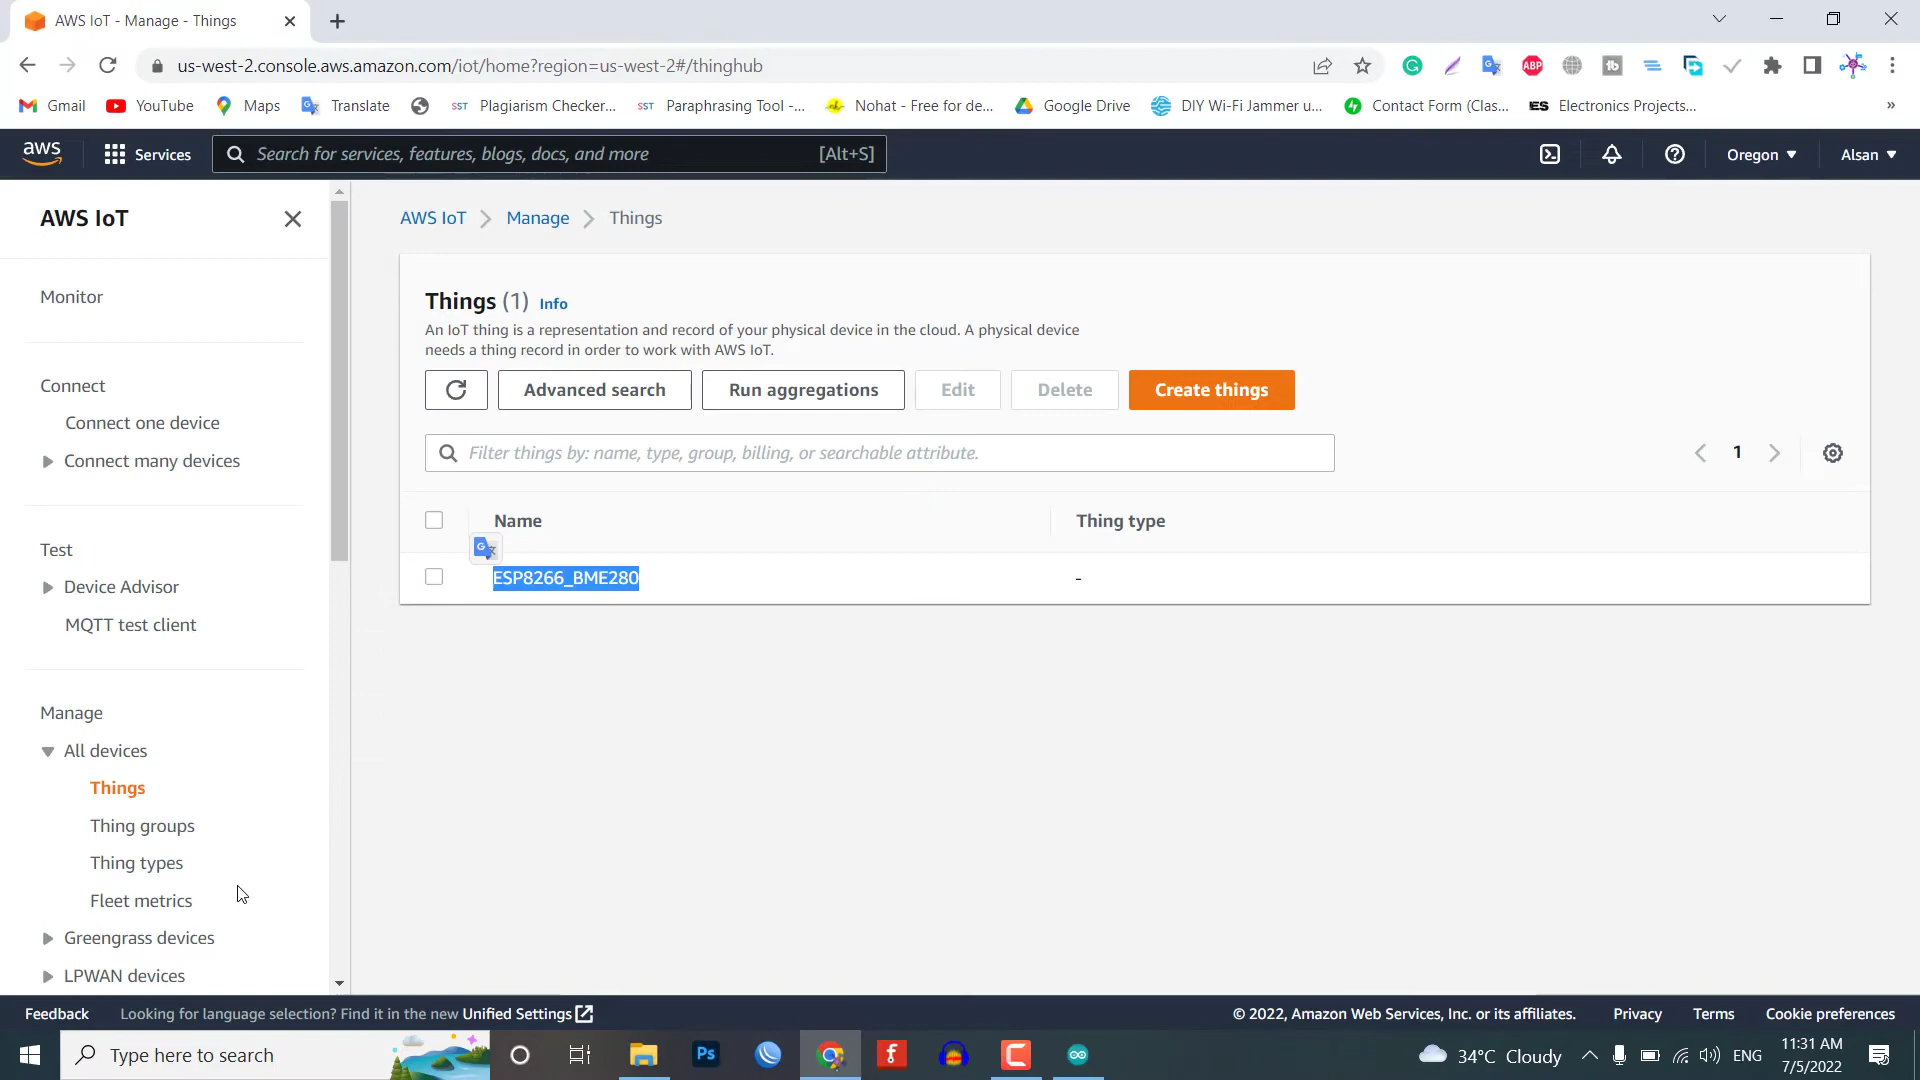 AWS IoT - Manage - Things
us-west-2.console.aws.amazon.com/iot/home?region=us-west-2#/thinghub
Gmail YouTube Maps Translate SST Plagiarism Checker... SST Paraphrasing Tool -... Nohat - Free for de... Google Drive DIY Wi-Fi Jammer u... Contact Form (Clas... ES Electronics Projects... »
aws Services Search for services, features, blogs, docs, and more [Alt+S] Oregon Alsan
AWS IoT
Monitor
Connect
Connect one device
Connect many devices
Test
Device Advisor
MQTT test client
Manage
All devices
Things
Thing groups
Thing types
Fleet metrics
Greengrass devices
LPWAN devices
AWS IoT Manage Things
Things (1) Info
An IoT thing is a representation and record of your physical device in the cloud. A physical device
needs a thing record in order to work with AWS IoT.
Advanced search Run aggregations Edit Delete Create things
Filter things by: name, type, group, billing, or searchable attribute. 1
Name Thing type
ESP8266_BME280 -
Feedback Looking for language selection? Find it in the new Unified Settings © 2022, Amazon Web Services, Inc. or its affiliates. Privacy Terms Cookie preferences
Type here to search Ps 34°C Cloudy ENG 11:31 AM
7/5/2022